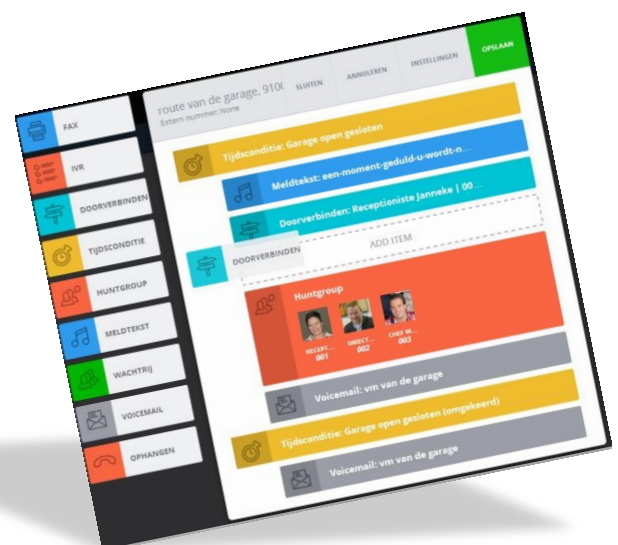 FAX
IVR
DOORVERBINDEN
TIJDSCONDITIE
HUNTGROUP
MELDTEKST
WACHTRIJ
VOICEMAIL
OPHANGEN
route van de garage, 910
Extern nummer: None
SLUITEN
ANNULEREN
INSTELLINGEN
OPSLAAN
Tijdsconditie: Garage open gesloten
Meldtekst: een-moment-geduld-u-wordt-n...
Doorverbinden: Receptioniste Janneke | 00...
DOORVERBINDEN
ADD ITEM
Huntgroup
RECEPT...
001
DIRECT...
002
CHEF W...
003
Voicemail: vm van de garage
Tijdsconditie: Garage open gesloten (omgekeerd)
Voicemail: vm van de garage